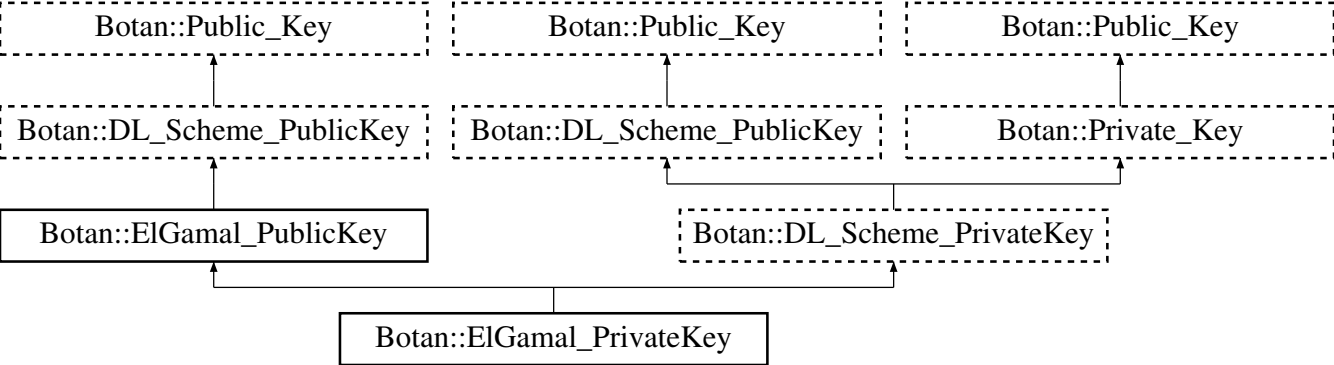 Botan::Public_Key
Botan::Public_Key
Botan::Public_Key
Botan::DL_Scheme_PublicKey
Botan::DL_Scheme_PublicKey
Botan::Private_Key
Botan::ElGamal_PublicKey
Botan::DL_Scheme_PrivateKey
Botan::ElGamal_PrivateKey